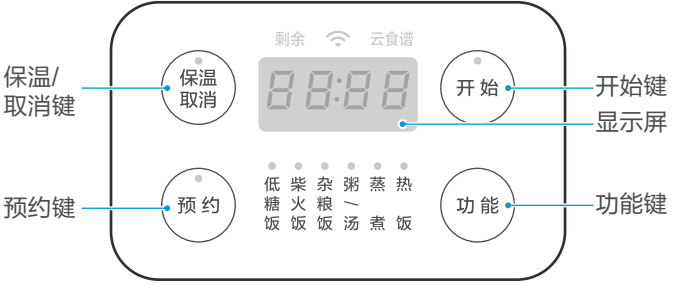 剩余 云食谱
保温/
取消键
保温
取消
88:88
开始
开始键
显示屏
预约键
预约
低糖饭
柴火饭
杂粮饭
粥/汤
蒸煮
热饭
功能
功能键